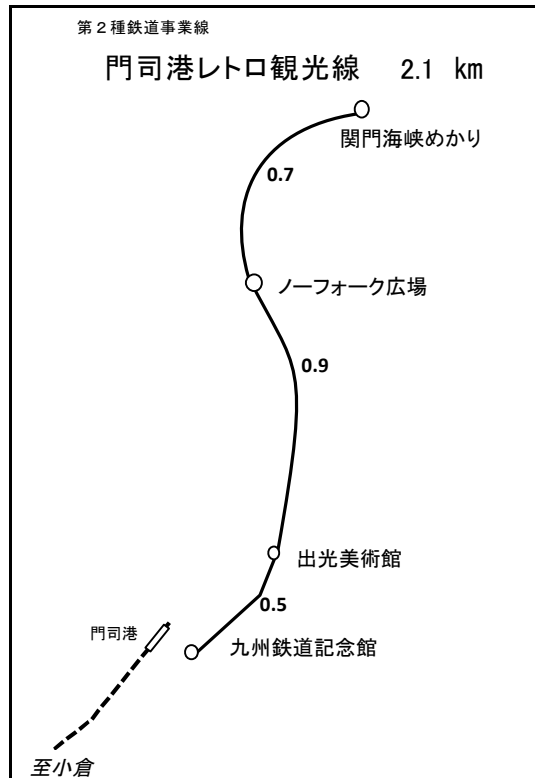 第２種鉄道事業線
門司港レトロ観光線 2.1 km
関門海峡めかり
0.7
ノーフォーク広場
0.9
出光美術館
0.5
門司港
九州鉄道記念館
至小倉